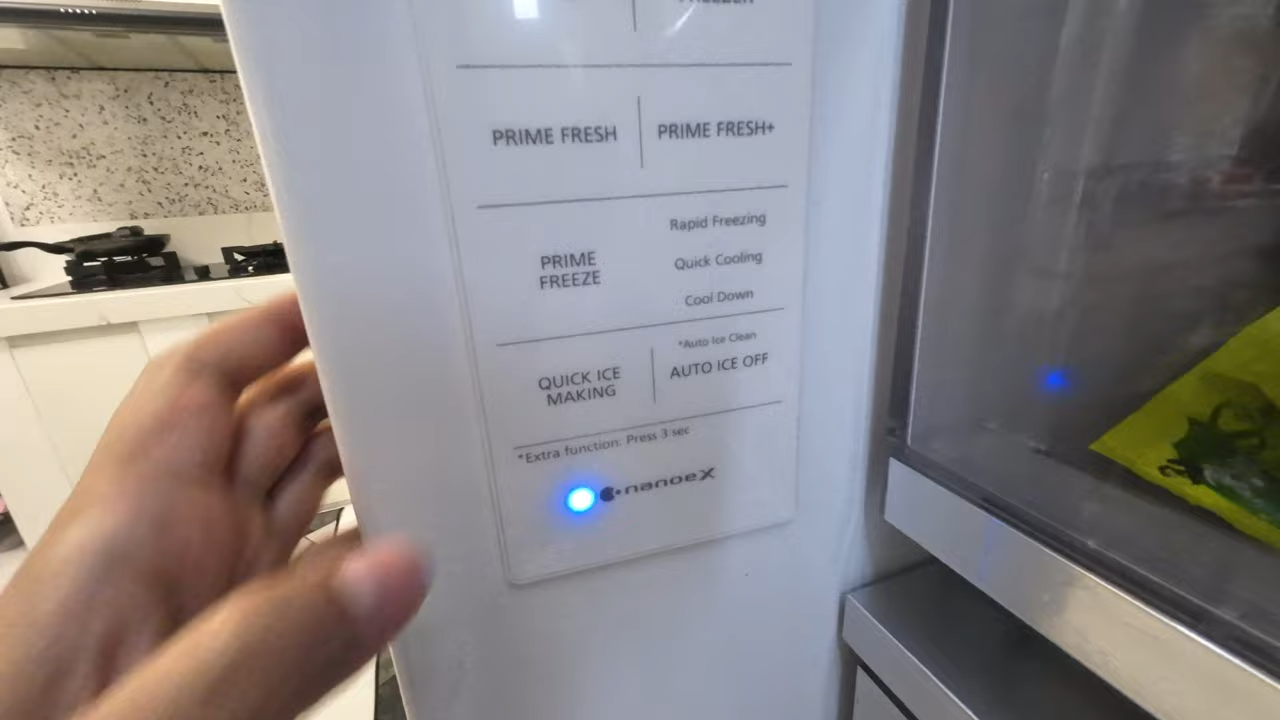 FREEZER
PRIME FRESH
PRIME FRESH+
PRIME
FREEZE
Rapid Freezing
Quick Cooling
Cool Down
QUICK ICE
MAKING
*Auto Ice Clean
AUTO ICE OFF
*Extra function: Press 3 sec
nanoeX